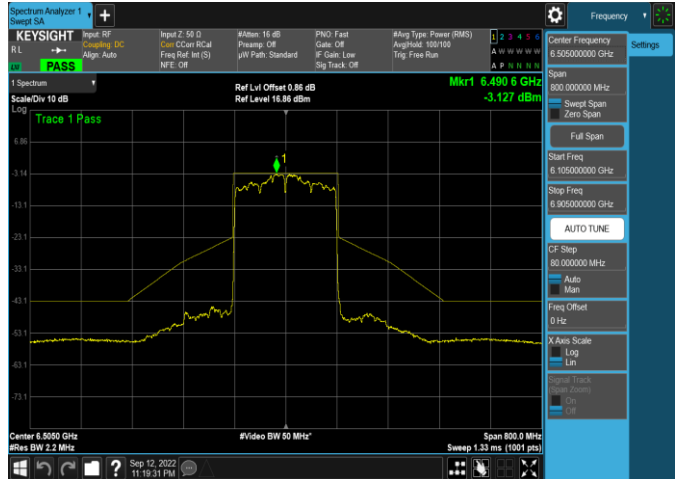 Spectrum Analyzer 1
Swept SA
Frequency
KEYSIGHT
R L
PASS
Input: RF
Coupling: DC
Align: Auto
Input Z: 50 Ω
Corr CCorr RCal
Freq Ref: Int (S)
NFE: Off
#Atten: 16 dB
Preamp: Off
µW Path: Standard
PNO: Fast
Gate: Off
IF Gain: Low
Sig Track: Off
#Avg Type: Power (RMS)
Avg|Hold: 100/100
Trig: Free Run
1 2 3 4 5 6
A W W W W W
A P N N N N
1 Spectrum
Scale/Div 10 dB
Log
Ref Lvl Offset 0.86 dB
Ref Level 16.86 dBm
Mkr1 6.490 6 GHz
-3.127 dBm
Trace 1 Pass
1
6.86
-3.14
-13.1
-23.1
-33.1
-43.1
-53.1
-63.1
-73.1
Center 6.5050 GHz
#Res BW 2.2 MHz
#Video BW 50 MHz*
Span 800.0 MHz
Sweep 1.33 ms (1001 pts)
Sep 12, 2022
11:19:31 PM
Center Frequency
6.505000000 GHz
Span
800.000000 MHz
Swept Span
Zero Span
Full Span
Start Freq
6.105000000 GHz
Stop Freq
6.905000000 GHz
AUTO TUNE
CF Step
80.000000 MHz
Auto
Man
Freq Offset
0 Hz
X Axis Scale
Log
Lin
Signal Track
(Span Zoom)
On
Off
Settings